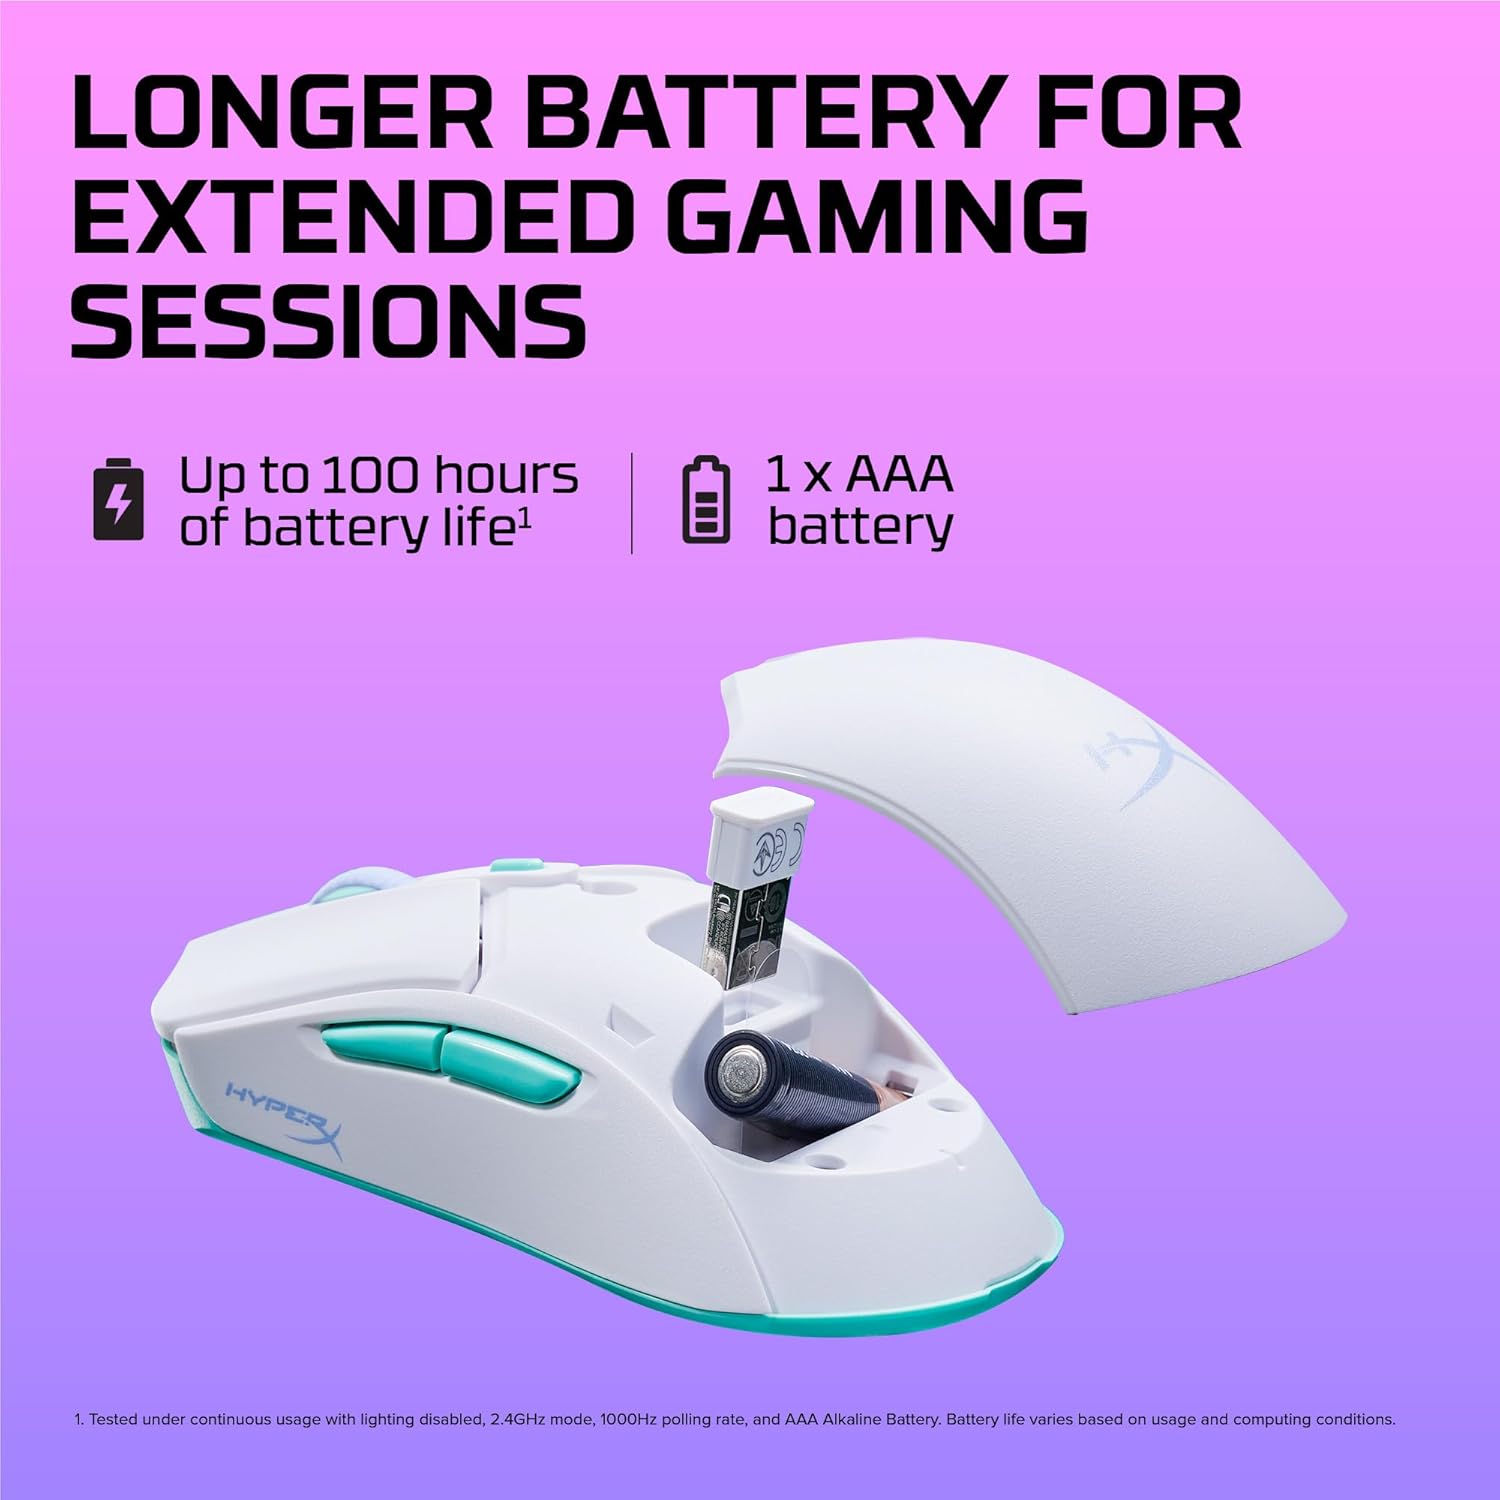 LONGER BATTERY FOR
EXTENDED GAMING
SESSIONS
Up to 100 hours
of battery life¹
1 x AAA
battery
HYPERX
1. Tested under continuous usage with lighting disabled, 2.4GHz mode, 1000Hz polling rate, and AAA Alkaline Battery. Battery life varies based on usage and computing conditions.